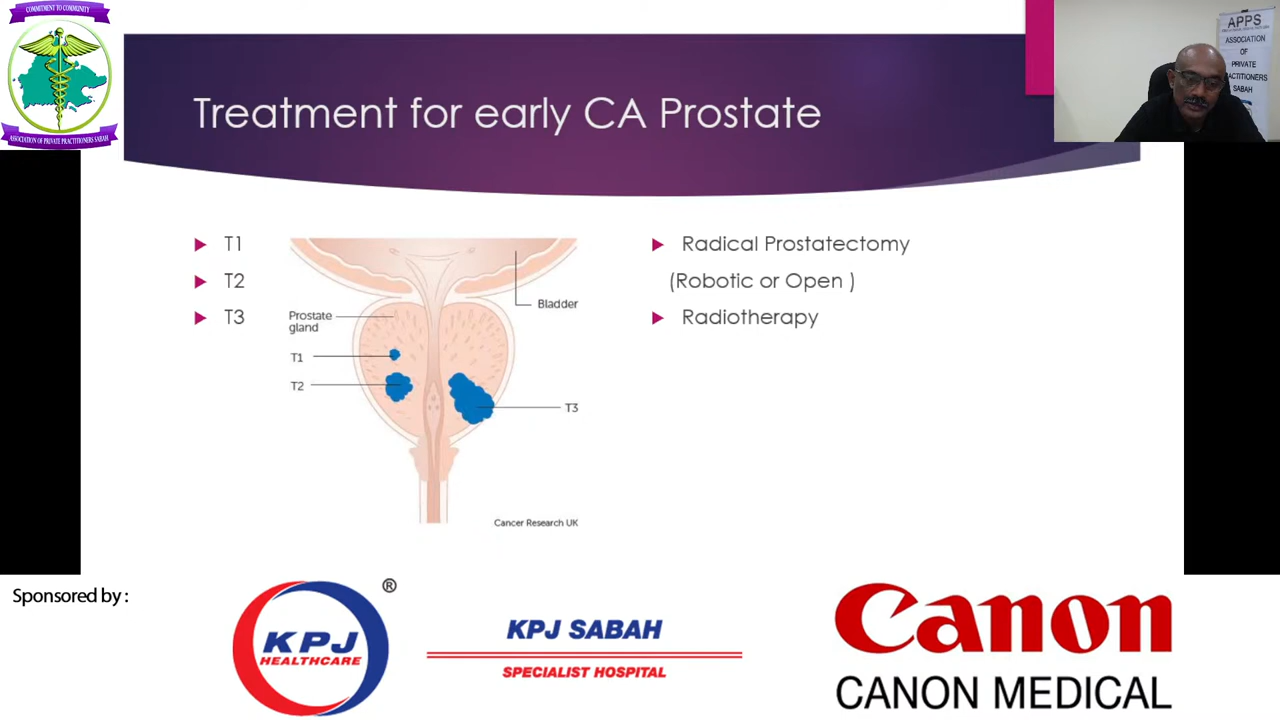 COMMITMENT TO COMMUNITY
ASSOCIATION OF PRIVATE PRACTITIONERS SABAH
Treatment for early CA Prostate
APPS
ASSOCIATION
OF
PRIVATE
PRACTITIONERS
SABAH
T1
T2
T3
Prostate
gland
T1
T2
Bladder
T3
Cancer Research UK
Radical Prostatectomy
(Robotic or Open )
Radiotherapy
Sponsored by :
KPJ
HEALTHCARE
®
KPJ SABAH
SPECIALIST HOSPITAL
Canon
CANON MEDICAL